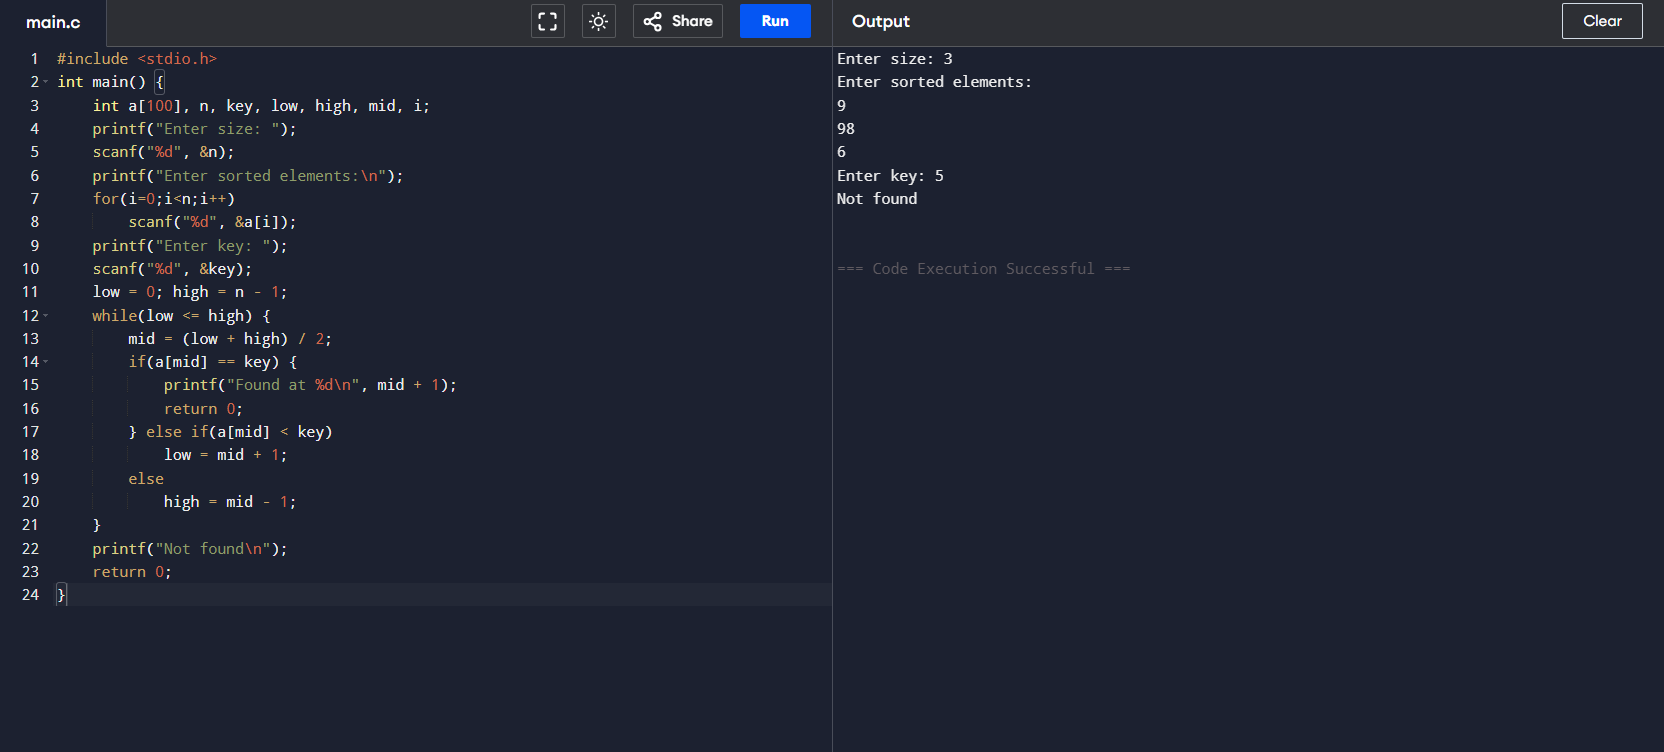 main.c
Share
Run
Output
Clear
1 #include <stdio.h>
2 int main() {
3     int a[100], n, key, low, high, mid, i;
4     printf("Enter size: ");
5     scanf("%d", &n);
6     printf("Enter sorted elements:\n");
7     for(i=0;i<n;i++)
8         scanf("%d", &a[i]);
9     printf("Enter key: ");
10     scanf("%d", &key);
11     low = 0; high = n - 1;
12     while(low <= high) {
13         mid = (low + high) / 2;
14         if(a[mid] == key) {
15             printf("Found at %d\n", mid + 1);
16             return 0;
17         } else if(a[mid] < key)
18             low = mid + 1;
19         else
20             high = mid - 1;
21     }
22     printf("Not found\n");
23     return 0;
24 }
Enter size: 3
Enter sorted elements:
9
98
6
Enter key: 5
Not found
=== Code Execution Successful ===